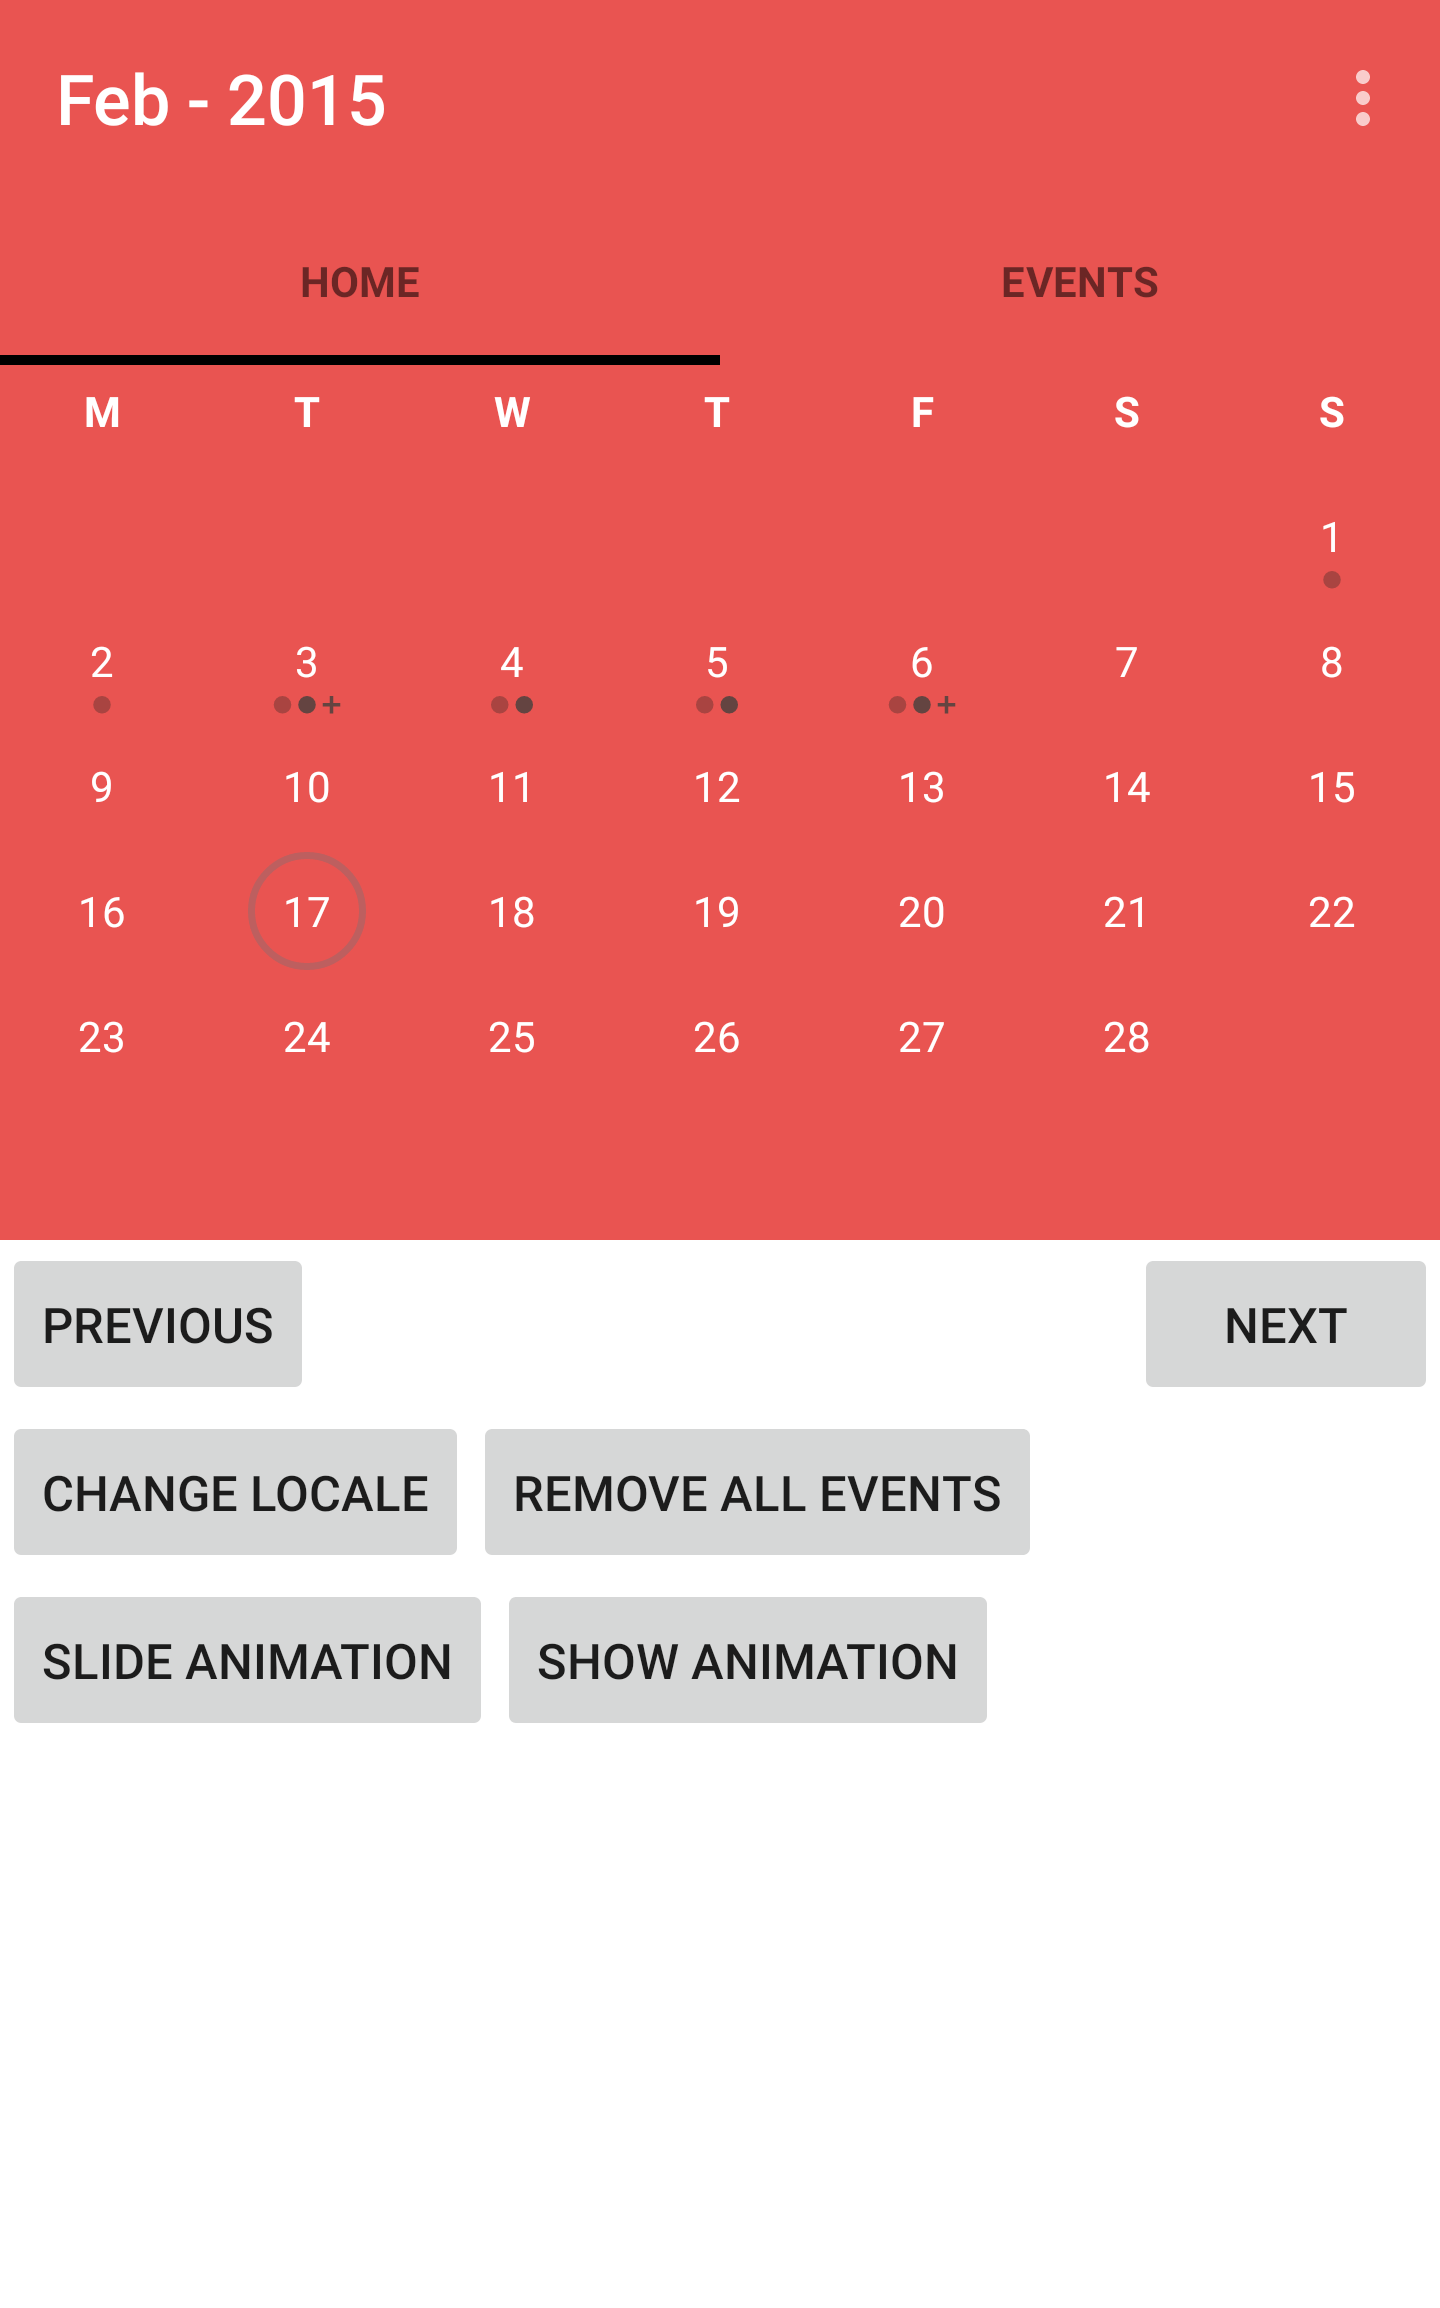 Feb - 2015
HOME EVENTS
M T W T F S S
1
2 3 4 5 6 7 8
+ +
9 10 11 12 13 14 15
16 17 18 19 20 21 22
23 24 25 26 27 28
PREVIOUS NEXT
CHANGE LOCALE REMOVE ALL EVENTS
SLIDE ANIMATION SHOW ANIMATION